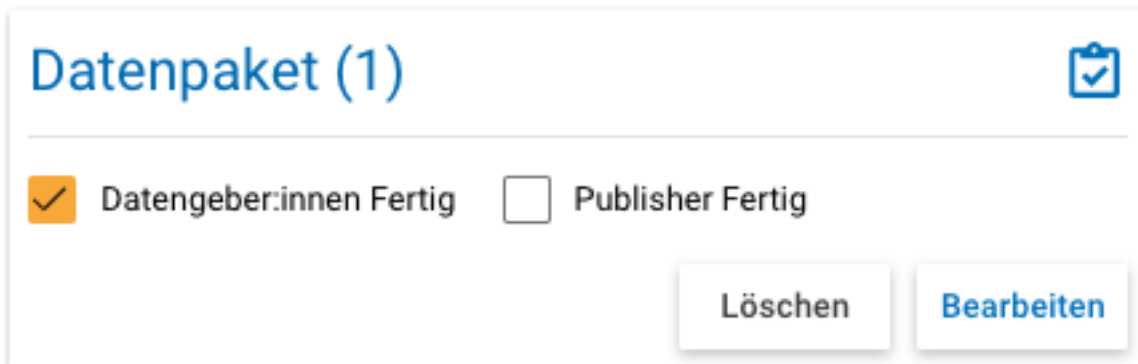 Datenpaket (1)
Datengeber:innen Fertig Publisher Fertig
Löschen Bearbeiten